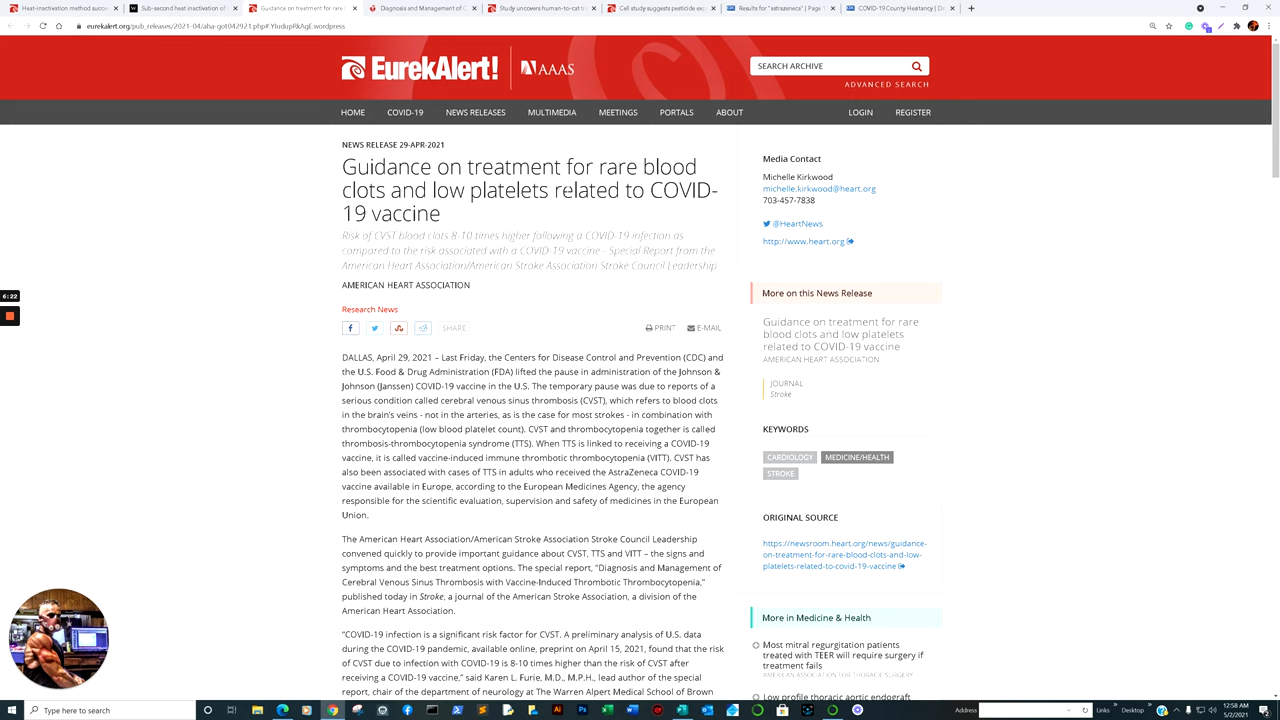 Heat-inactivation method succe
Sub-second heat inactivation of
Guidance on treatment for rare
Diagnosis and Management of C
Study uncovers human-to-cat tr
Cell study suggests pesticide exp
Results for "astrazeneca" | Page 1
COVID-19 County Hesitancy | Da
eurekalert.org/pub_releases/2021-04/aha-got042921.php#.YIudupRkAgE.wordpress
EurekAlert!
AAAS
SEARCH ARCHIVE
ADVANCED SEARCH
HOME COVID-19 NEWS RELEASES MULTIMEDIA MEETINGS PORTALS ABOUT LOGIN REGISTER
NEWS RELEASE 29-APR-2021
Guidance on treatment for rare blood
clots and low platelets related to COVID-
19 vaccine
Risk of CVST blood clots 8-10 times higher following a COVID-19 infection as
compared to the risk associated with a COVID-19 vaccine - Special Report from the
American Heart Association/American Stroke Association Stroke Council Leadership
AMERICAN HEART ASSOCIATION
Research News
SHARE
PRINT E-MAIL
DALLAS, April 29, 2021 – Last Friday, the Centers for Disease Control and Prevention (CDC) and
the U.S. Food & Drug Administration (FDA) lifted the pause in administration of the Johnson &
Johnson (Janssen) COVID-19 vaccine in the U.S. The temporary pause was due to reports of a
serious condition called cerebral venous sinus thrombosis (CVST), which refers to blood clots
in the brain's veins - not in the arteries, as is the case for most strokes - in combination with
thrombocytopenia (low blood platelet count). CVST and thrombocytopenia together is called
thrombosis-thrombocytopenia syndrome (TTS). When TTS is linked to receiving a COVID-19
vaccine, it is called vaccine-induced immune thrombotic thrombocytopenia (VITT). CVST has
also been associated with cases of TTS in adults who received the AstraZeneca COVID-19
vaccine available in Europe, according to the European Medicines Agency, the agency
responsible for the scientific evaluation, supervision and safety of medicines in the European
Union.
The American Heart Association/American Stroke Association Stroke Council Leadership
convened quickly to provide important guidance about CVST, TTS and VITT – the signs and
symptoms and the best treatment options. The special report, "Diagnosis and Management of
Cerebral Venous Sinus Thrombosis with Vaccine-Induced Thrombotic Thrombocytopenia,"
published today in Stroke, a journal of the American Stroke Association, a division of the
American Heart Association.
"COVID-19 infection is a significant risk factor for CVST. A preliminary analysis of U.S. data
during the COVID-19 pandemic, available online, preprint on April 15, 2021, found that the risk
of CVST due to infection with COVID-19 is 8-10 times higher than the risk of CVST after
receiving a COVID-19 vaccine," said Karen L. Furie, M.D., M.P.H., lead author of the special
report, chair of the department of neurology at The Warren Alpert Medical School of Brown
Media Contact
Michelle Kirkwood
michelle.kirkwood@heart.org
703-457-7838
@HeartNews
http://www.heart.org
More on this News Release
Guidance on treatment for rare
blood clots and low platelets
related to COVID-19 vaccine
AMERICAN HEART ASSOCIATION
JOURNAL
Stroke
KEYWORDS
CARDIOLOGY MEDICINE/HEALTH
STROKE
ORIGINAL SOURCE
https://newsroom.heart.org/news/guidance-
on-treatment-for-rare-blood-clots-and-low-
platelets-related-to-covid-19-vaccine
More in Medicine & Health
Most mitral regurgitation patients
treated with TEER will require surgery if
treatment fails
AMERICAN ASSOCIATION FOR THORACIC SURGERY
Low profile thoracic aortic endograft
6:22
Type here to search
Address
Links
Desktop
12:58 AM
5/2/2021